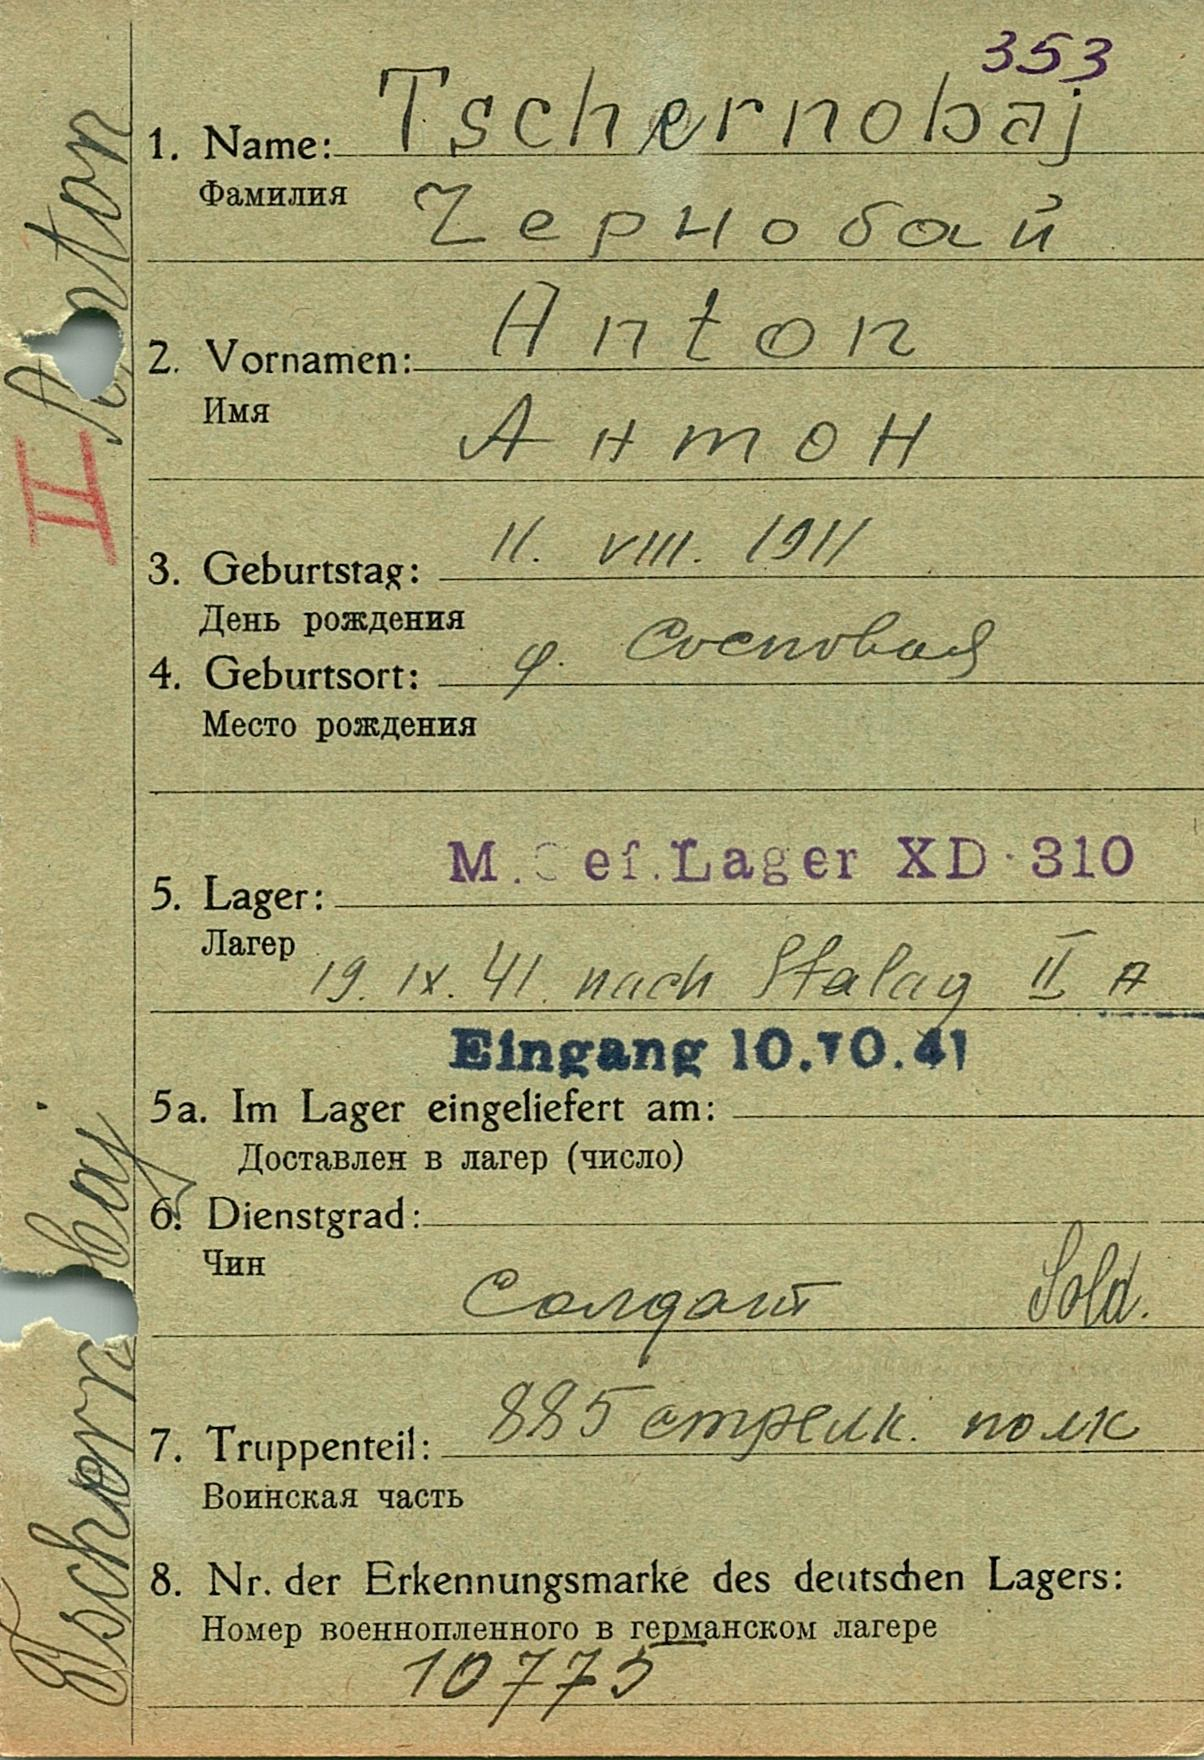 353
1. Name: Tschernobaj
Фамилия
Чернобай
2. Vornamen: Anton
Имя
Антон
3. Geburtstag: 11. VIII. 1911
День рождения
4. Geburtsort: Сосновая
Место рождения
5. Lager: M. Gef. Lager XD 310
Лагер
19. IX. 41. nach Stalag II A
Eingang 10.10.41
5a. Im Lager eingeliefert am:
Доставлен в лагер (число)
6. Dienstgrad:
Чин
Солдат Sold.
7. Truppenteil: 885 стрелк. полк
Воинская часть
8. Nr. der Erkennungsmarke des deutschen Lagers:
Номер военнопленного в германском лагере
10775
Tschernobaj
II Anton